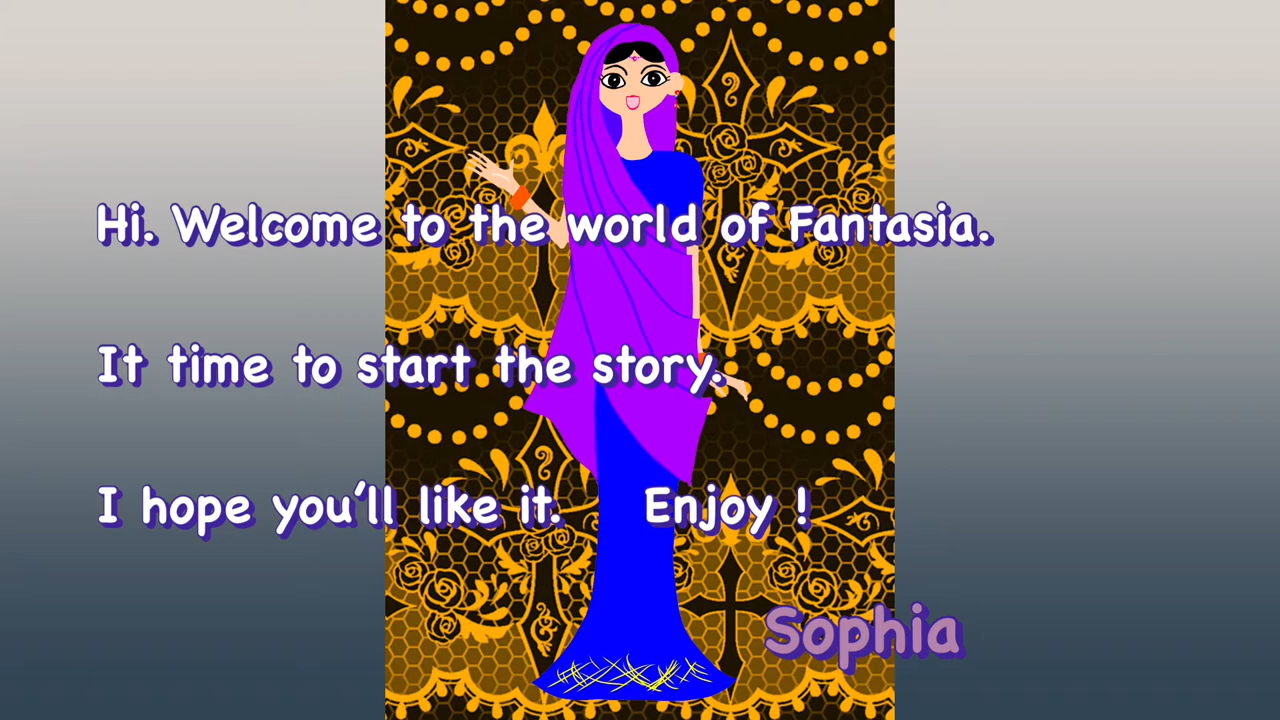 Hi. Welcome to the world of Fantasia.
It time to start the story.
I hope you'll like it. Enjoy !
Sophia